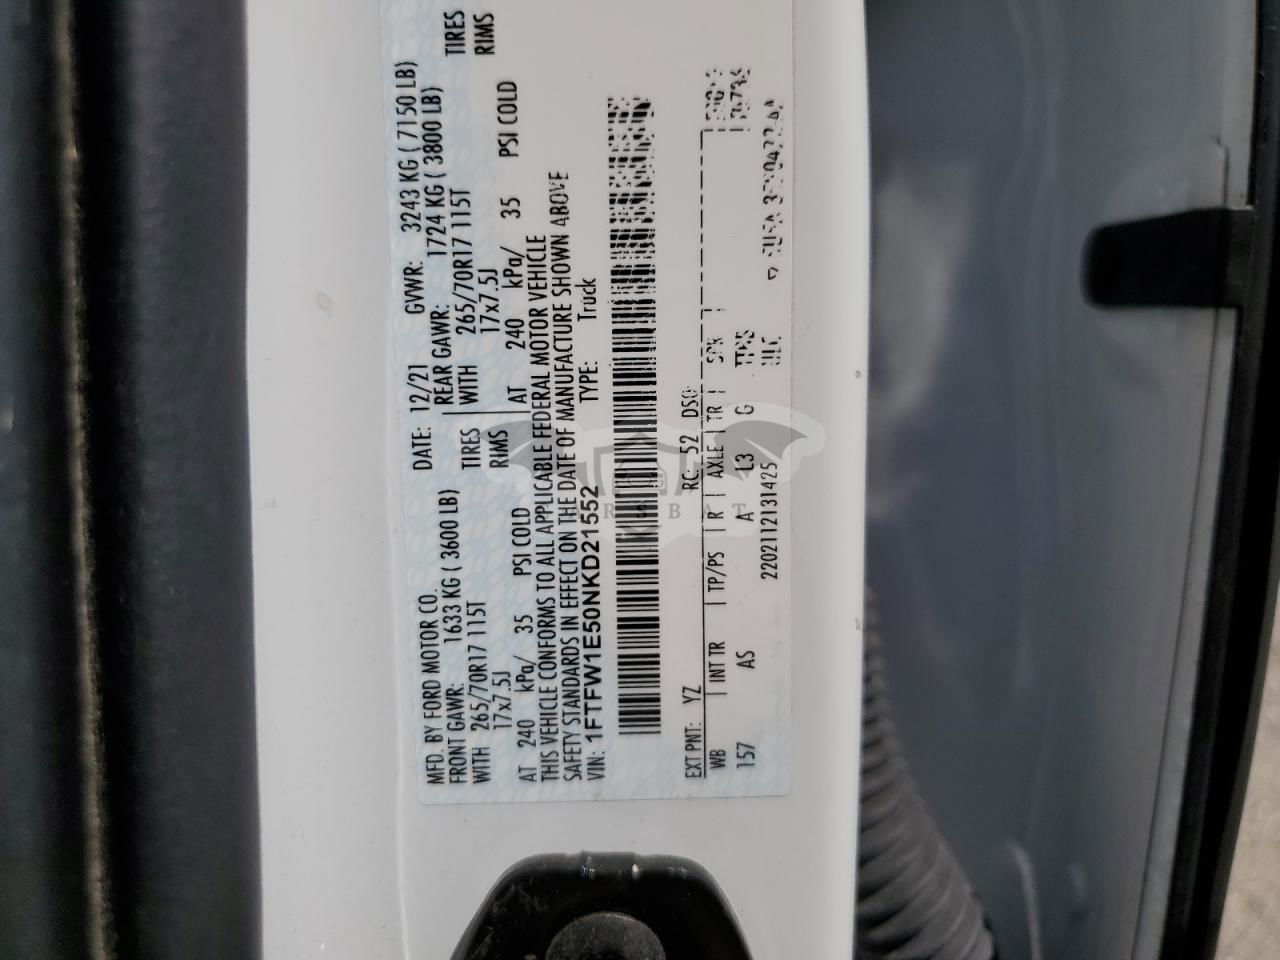 MFD. BY FORD MOTOR CO.
DATE: 12/21
GVWR: 3243 KG ( 7150 LB)
FRONT GAWR: 1633 KG ( 3600 LB)
REAR GAWR: 1724 KG ( 3800 LB)
WITH 265/70R17 115T TIRES
WITH 265/70R17 115T TIRES
17x7.5J RIMS
17x7.5J RIMS
AT 240 kPa/ 35 PSI COLD
AT 240 kPa/ 35 PSI COLD
THIS VEHICLE CONFORMS TO ALL APPLICABLE FEDERAL MOTOR VEHICLE
SAFETY STANDARDS IN EFFECT ON THE DATE OF MANUFACTURE SHOWN ABOVE
VIN: 1FTFW1E50NKD21552
TYPE: Truck
EXT PNT: YZ RC: 52 DSO:
WB INT TR TP/PS R AXLE TR SPR
157 AS A L3 G
2202112131425